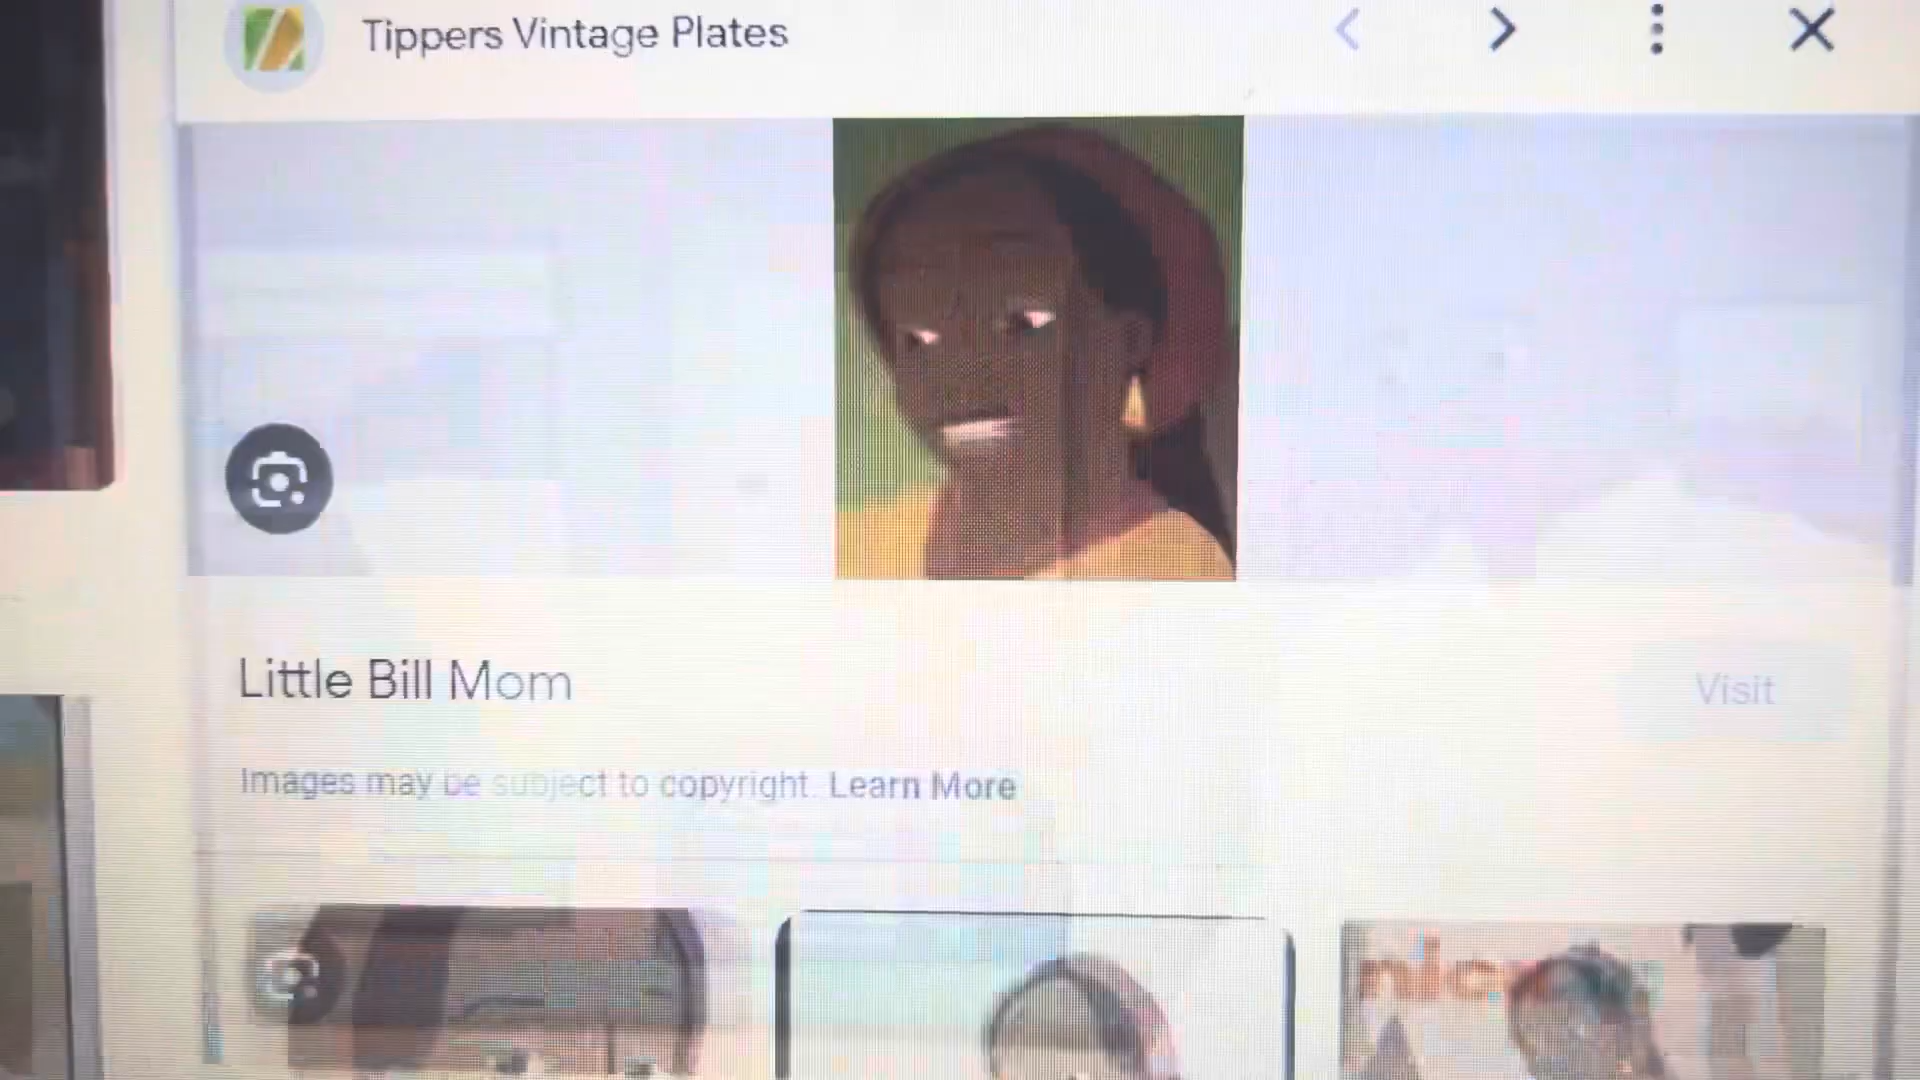 Tippers Vintage Plates
Little Bill Mom
Visit
Images may be subject to copyright. Learn More